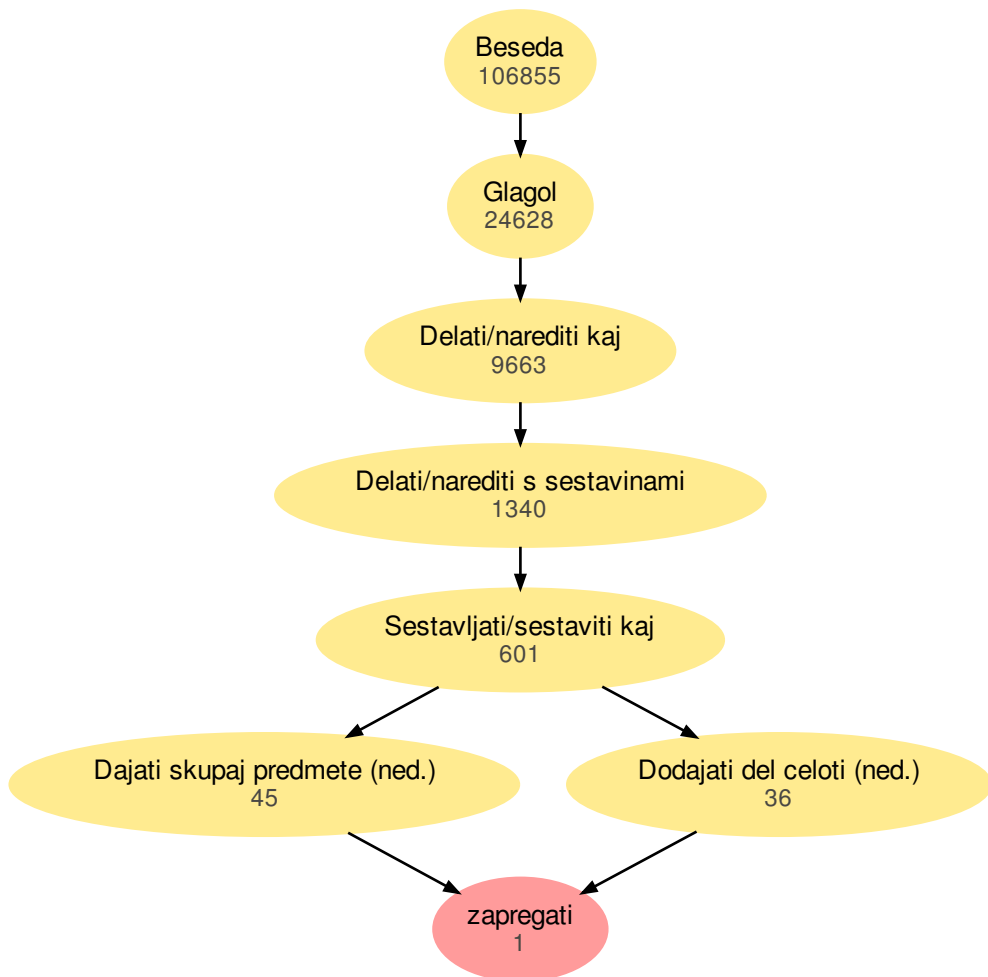 Beseda
106855
Glagol
24628
Delati/narediti kaj
9663
Delati/narediti s sestavinami
1340
Sestavljati/sestaviti kaj
601
Dajati skupaj predmete (ned.)
45
Dodajati del celoti (ned.)
36
zapregati
1